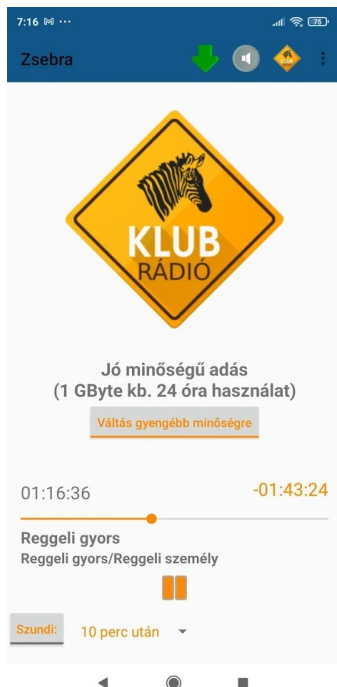 7:16
75
Zsebra
KLUB
RÁDIÓ
Jó minőségű adás
(1 GByte kb. 24 óra használat)
Váltás gyengébb minőségre
01:16:36
-01:43:24
Reggeli gyors
Reggeli gyors/Reggeli személy
Szundi:
10 perc után